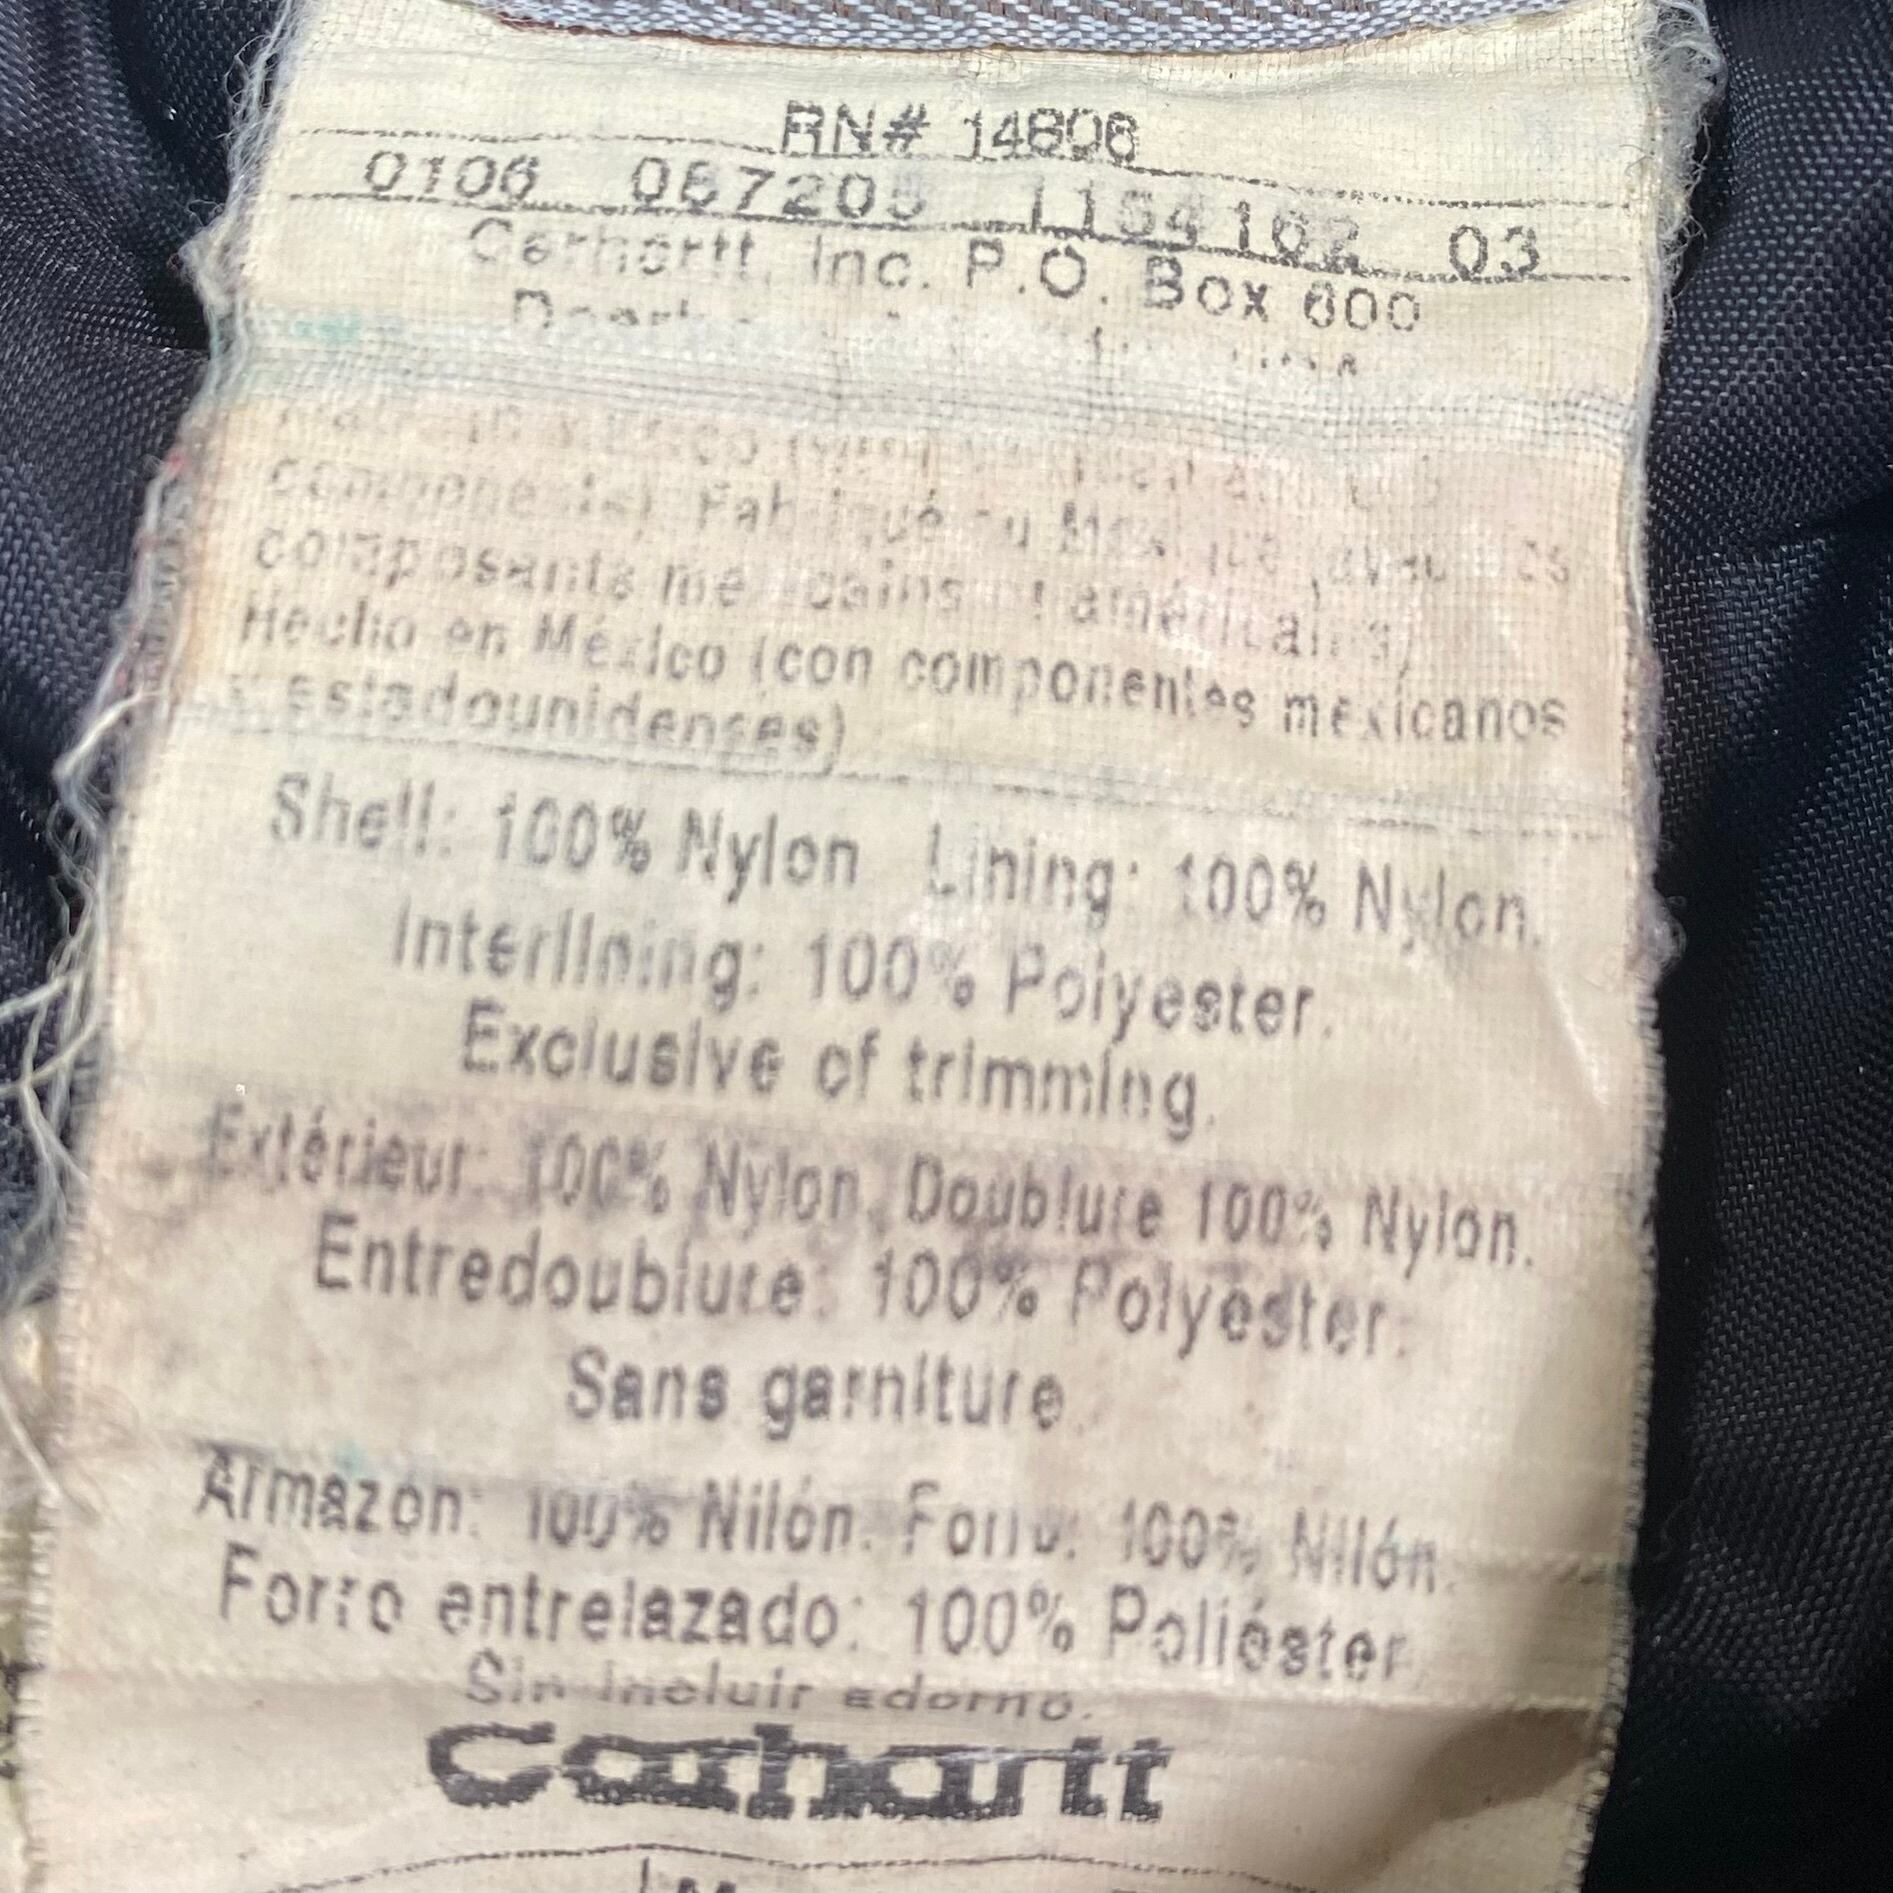 RN# 14806
0106 067205 1154162 03
Carhartt, Inc. P.O. Box 600
components) Fabriqué au Mexique (avec des
composants mexicains et américains)
Hecho en México (con componentes mexicanos
y estadounidenses)
Shell: 100% Nylon Lining: 100% Nylon.
Interlining: 100% Polyester.
Exclusive of trimming.
Extérieur: 100% Nylon, Doublure 100% Nylon.
Entredoublure: 100% Polyester.
Sans garniture.
Armazon: 100% Nilón. Forro: 100% Nilón.
Forro entrelazado: 100% Poliéster
Sin incluir adorno.
Carhartt